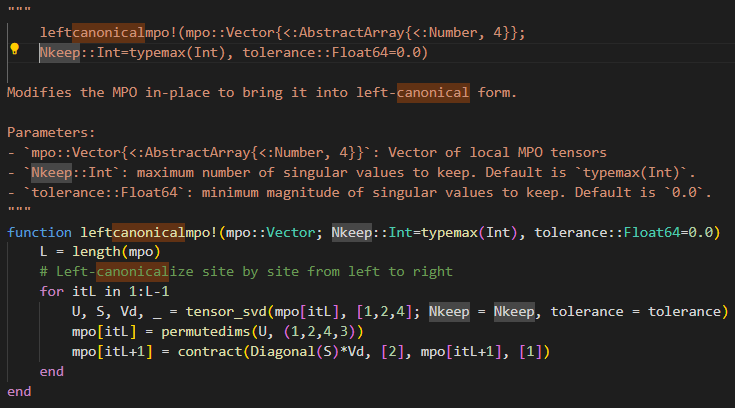 """
    leftcanonicalmpo!(mpo::Vector{<:AbstractArray{<:Number, 4}};
    Nkeep::Int=typemax(Int), tolerance::Float64=0.0)

Modifies the MPO in-place to bring it into left-canonical form.

Parameters:
- `mpo::Vector{<:AbstractArray{<:Number, 4}}`: Vector of local MPO tensors
- `Nkeep::Int`: maximum number of singular values to keep. Default is `typemax(Int)`.
- `tolerance::Float64`: minimum magnitude of singular values to keep. Default is `0.0`.
"""
function leftcanonicalmpo!(mpo::Vector; Nkeep::Int=typemax(Int), tolerance::Float64=0.0)
    L = length(mpo)
    # Left-canonicalize site by site from left to right
    for itL in 1:L-1
        U, S, Vd, _ = tensor_svd(mpo[itL], [1,2,4]; Nkeep = Nkeep, tolerance = tolerance)
        mpo[itL] = permutedims(U, (1,2,4,3))
        mpo[itL+1] = contract(Diagonal(S)*Vd, [2], mpo[itL+1], [1])
    end
end